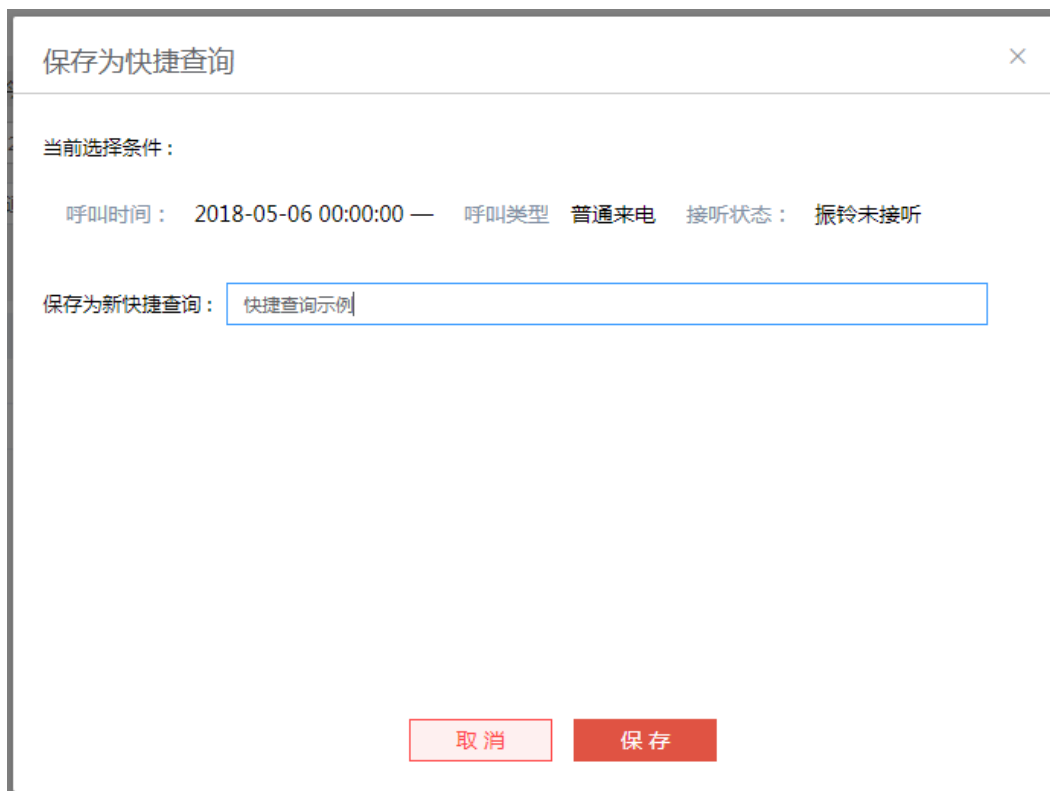 保存为快捷查询
当前选择条件：
呼叫时间： 2018-05-06 00:00:00 — 呼叫类型 普通来电 接听状态： 振铃未接听
保存为新快捷查询： 快捷查询示例
取消 保存